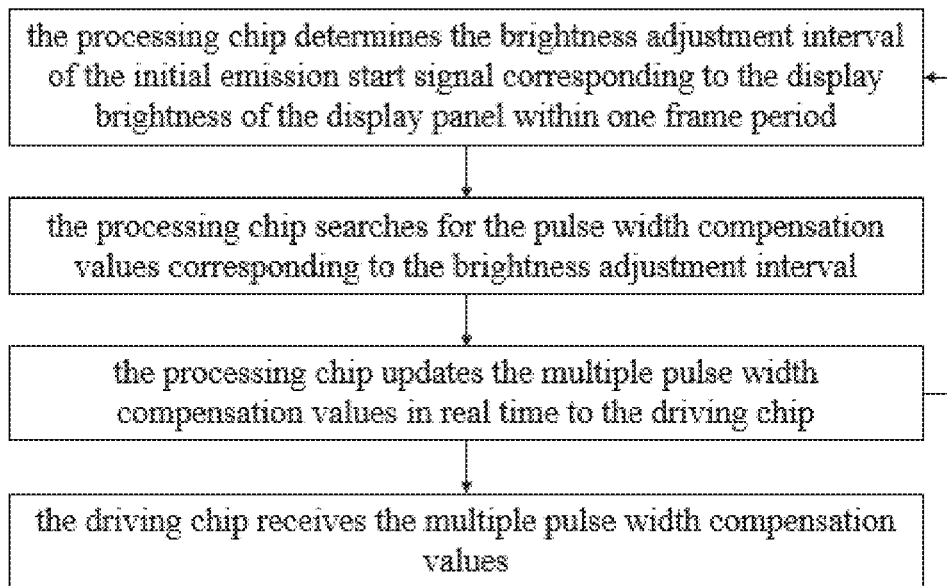 the processing chip determines the brightness adjustment interval
of the initial emission start signal corresponding to the display
brightness of the display panel within one frame period
the processing chip searches for the pulse width compensation
values corresponding to the brightness adjustment interval
the processing chip updates the multiple pulse width
compensation values in real time to the driving chip
the driving chip receives the multiple pulse width compensation
values